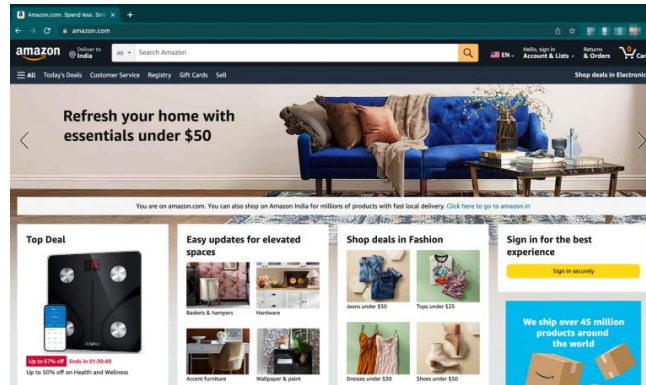 Amazon.com. Spend less. Smi
amazon.com
amazon
Deliver to
India
All
Search Amazon
EN
Hello, sign in
Account & Lists
Returns
& Orders
0
Car
All
Today's Deals
Customer Service
Registry
Gift Cards
Sell
Shop deals in Electronic
Refresh your home with
essentials under $50
You are on amazon.com. You can also shop on Amazon India for millions of products with fast local delivery. Click here to go to amazon.in
Top Deal
Up to 67% off
Ends in 01:30:40
Up to 50% off on Health and Wellness
Easy updates for elevated
spaces
Baskets & hampers
Hardware
Accent furniture
Wallpaper & paint
Shop deals in Fashion
Jeans under $50
Tops under $25
Dresses under $30
Shoes under $50
Sign in for the best
experience
Sign in securely
We ship over 45 million
products around
the world